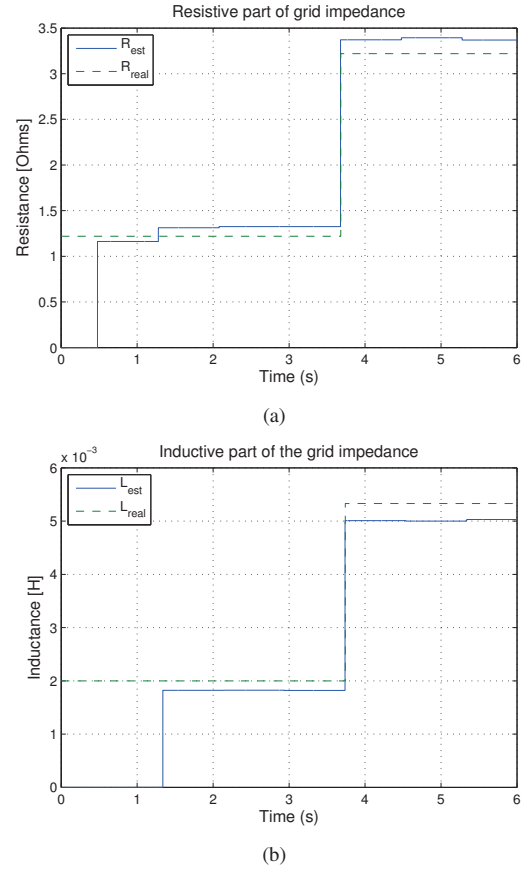 Resistive part of grid impedance
R_est
R_real
3.5
3
2.5
2
1.5
1
0.5
0
Resistance [Ohms]
0 1 2 3 4 5 6
Time (s)
(a)
x 10⁻³
Inductive part of the grid impedance
L_est
L_real
6
5
4
3
2
1
0
Inductance [H]
0 1 2 3 4 5 6
Time (s)
(b)